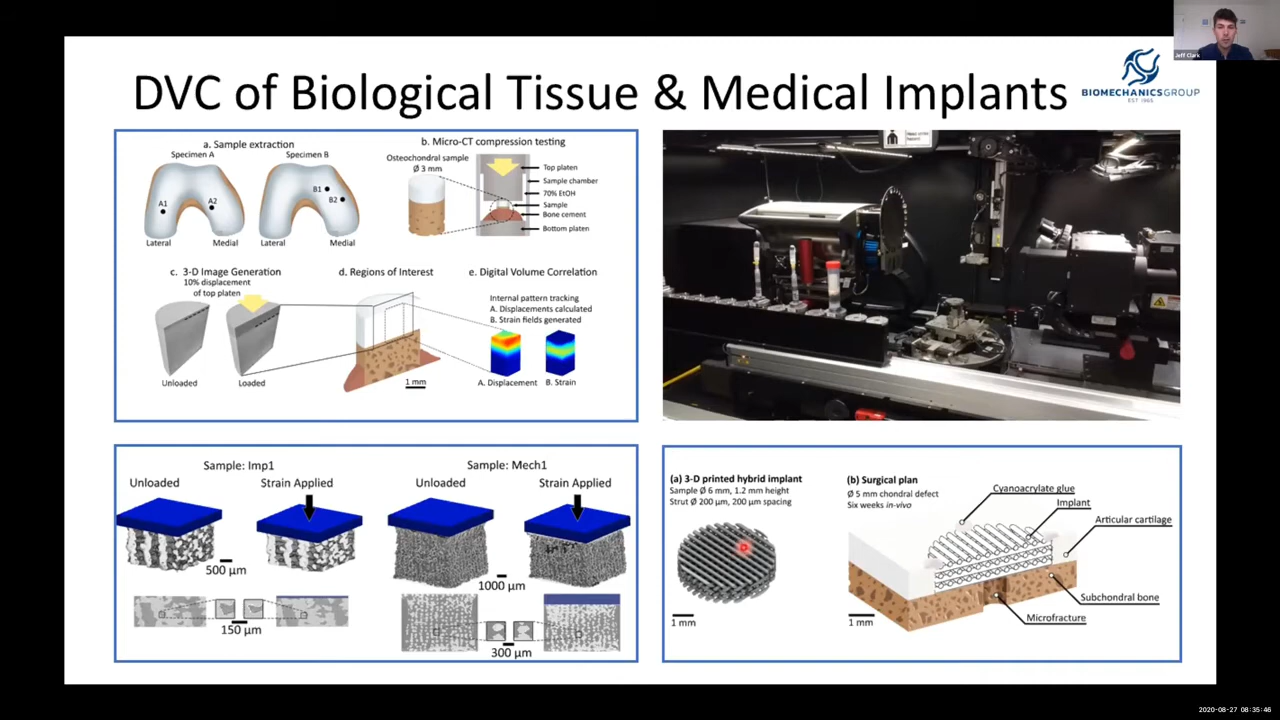 Jeff Clark
DVC of Biological Tissue & Medical Implants
BIOMECHANICSGROUP
EST 1965
a. Sample extraction
Specimen A
Specimen B
A1
A2
B1
B2
Lateral
Medial
Lateral
Medial
b. Micro-CT compression testing
Osteochondral sample
Ø 3 mm
Top platen
Sample chamber
70% EtOH
Sample
Bone cement
Bottom platen
c. 3-D Image Generation
10% displacement
of top platen
Unloaded
Loaded
d. Regions of Interest
1 mm
e. Digital Volume Correlation
Internal pattern tracking
A. Displacements calculated
B. Strain fields generated
A. Displacement
B. Strain
Sample: Imp1
Unloaded
Strain Applied
500 µm
150 µm
Sample: Mech1
Unloaded
Strain Applied
1000 µm
300 µm
(a) 3-D printed hybrid implant
Sample Ø 6 mm, 1.2 mm height
Strut Ø 200 µm, 200 µm spacing
1 mm
(b) Surgical plan
Ø 5 mm chondral defect
Six weeks in-vivo
Cyanoacrylate glue
Implant
Articular cartilage
Subchondral bone
Microfracture
1 mm
2020-08-27 08:35:46